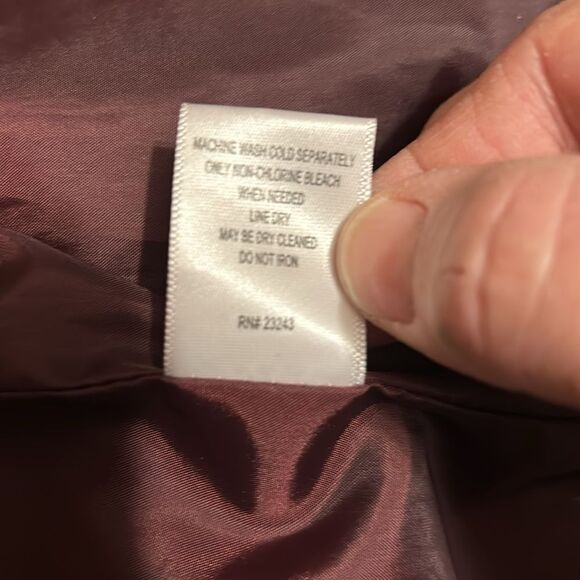 MACHINE WASH COLD SEPARATELY
ONLY NON-CHLORINE BLEACH
WHEN NEEDED
LINE DRY
MAY BE DRY CLEANED
DO NOT IRON
RN# 23243